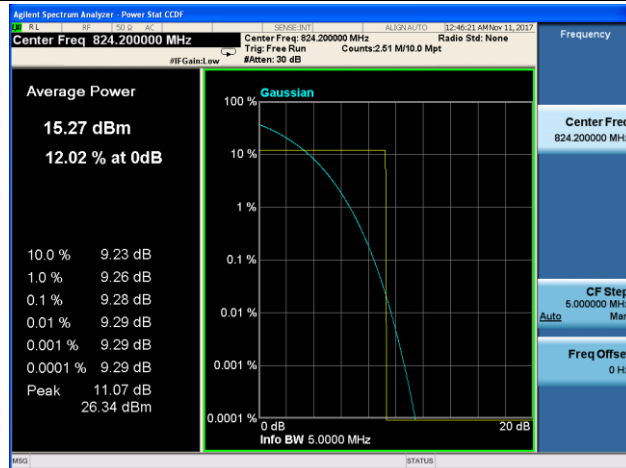 Agilent Spectrum Analyzer - Power Stat CCDF
RL RF 50 Ω AC SENSE:INT ALIGN AUTO 12:46:21 AM Nov 11, 2017
Center Freq 824.200000 MHz
Center Freq: 824.200000 MHz Radio Std: None
Trig: Free Run Counts:2.51 M/10.0 Mpt
#IFGain:Low #Atten: 30 dB
Frequency
Center Freq
824.200000 MHz
CF Step
5.000000 MHz
Auto Man
Freq Offset
0 Hz
Average Power
15.27 dBm
12.02 % at 0dB
10.0 % 9.23 dB
1.0 % 9.26 dB
0.1 % 9.28 dB
0.01 % 9.29 dB
0.001 % 9.29 dB
0.0001 % 9.29 dB
Peak 11.07 dB
26.34 dBm
Gaussian
100 %
10 %
1 %
0.1 %
0.01 %
0.001 %
0.0001 %
0 dB 20 dB
Info BW 5.0000 MHz
MSG STATUS